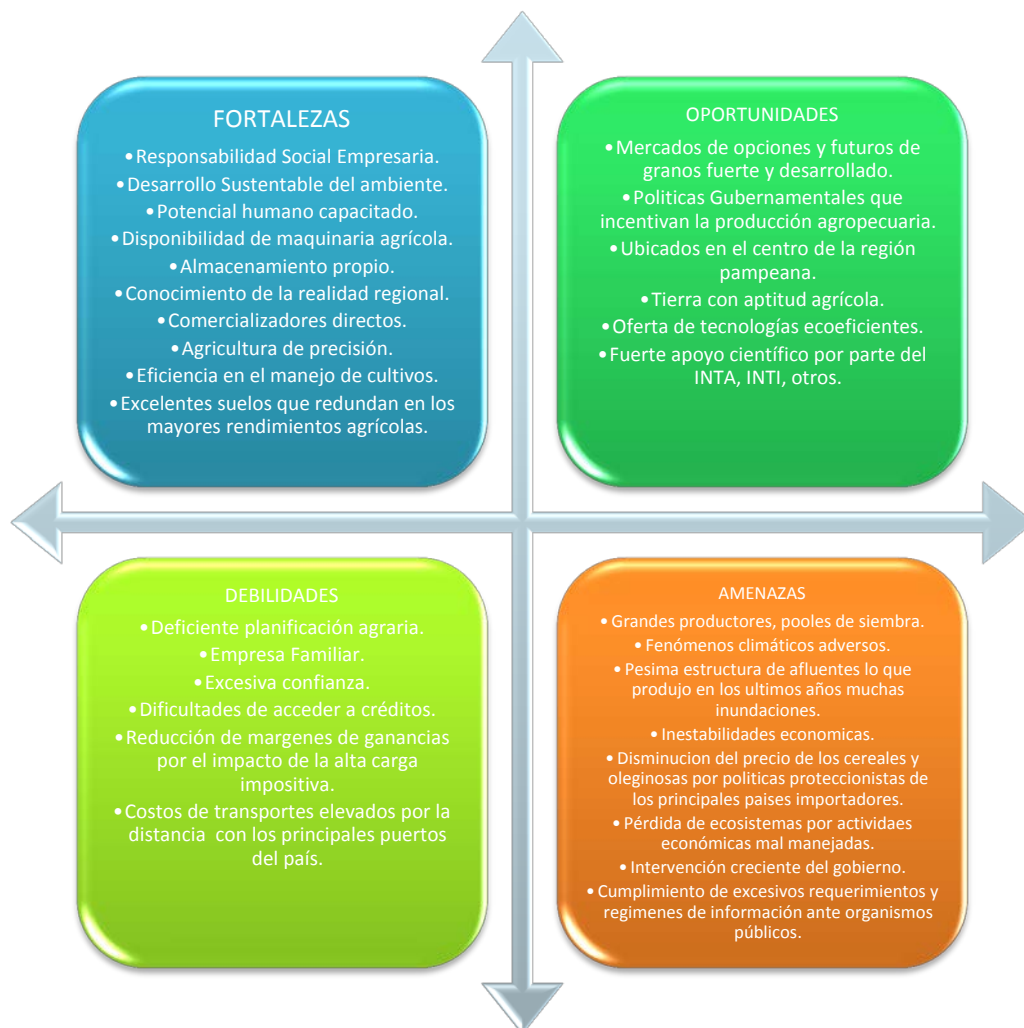 FORTALEZAS
•Responsabilidad Social Empresaria.
•Desarrollo Sustentable del ambiente.
•Potencial humano capacitado.
•Disponibilidad de maquinaria agrícola.
•Almacenamiento propio.
•Conocimiento de la realidad regional.
•Comercializadores directos.
•Agricultura de precisión.
•Eficiencia en el manejo de cultivos.
•Excelentes suelos que redundan en los
mayores rendimientos agrícolas.
OPORTUNIDADES
•Mercados de opciones y futuros de
granos fuerte y desarrollado.
•Politicas Gubernamentales que
incentivan la producción agropecuaria.
•Ubicados en el centro de la región
pampeana.
•Tierra con aptitud agrícola.
•Oferta de tecnologías ecoeficientes.
•Fuerte apoyo científico por parte del
INTA, INTI, otros.
DEBILIDADES
•Deficiente planificación agraria.
•Empresa Familiar.
•Excesiva confianza.
•Dificultades de acceder a créditos.
•Reducción de margenes de ganancias
por el impacto de la alta carga
impositiva.
•Costos de transportes elevados por la
distancia con los principales puertos
del país.
AMENAZAS
•Grandes productores, pooles de siembra.
•Fenómenos climáticos adversos.
•Pesima estructura de afluentes lo que
produjo en los ultimos años muchas
inundaciones.
•Inestabilidades economicas.
•Disminucion del precio de los cereales y
oleginosas por politicas proteccionistas de
los principales paises importadores.
•Pérdida de ecosistemas por actividaes
económicas mal manejadas.
•Intervención creciente del gobierno.
•Cumplimiento de excesivos requerimientos y
regimenes de información ante organismos
públicos.